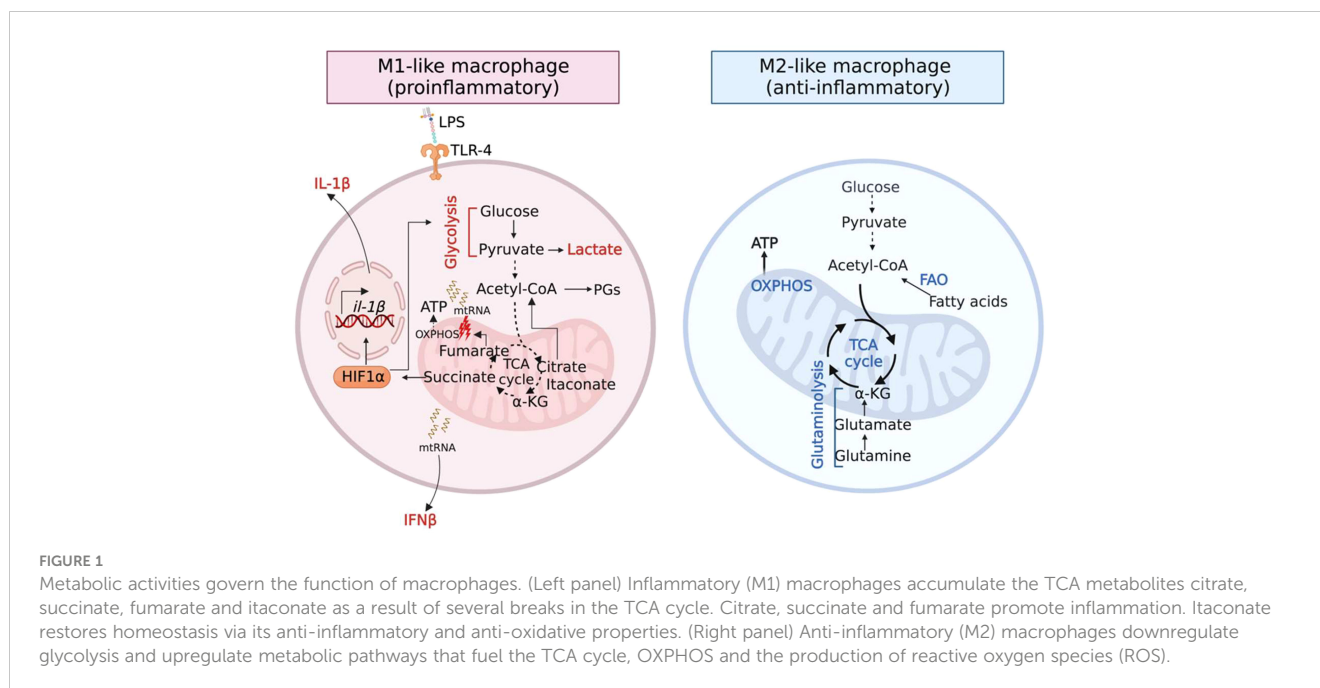 M1-like macrophage
(proinflammatory)
M2-like macrophage
(anti-inflammatory)
LPS
TLR-4
IL-1β
Glycolysis
Glucose
Pyruvate
Lactate
Acetyl-CoA
PGs
il-1β
ATP
mtRNA
OXPHOS
Fumarate
TCA
cycle
Citrate
Itaconate
Succinate
α-KG
HIF1α
mtRNA
IFNβ
Glucose
Pyruvate
Acetyl-CoA
ATP
OXPHOS
FAO
Fatty acids
TCA
cycle
α-KG
Glutaminolysis
Glutamate
Glutamine
FIGURE 1
Metabolic activities govern the function of macrophages. (Left panel) Inflammatory (M1) macrophages accumulate the TCA metabolites citrate,
succinate, fumarate and itaconate as a result of several breaks in the TCA cycle. Citrate, succinate and fumarate promote inflammation. Itaconate
restores homeostasis via its anti-inflammatory and anti-oxidative properties. (Right panel) Anti-inflammatory (M2) macrophages downregulate
glycolysis and upregulate metabolic pathways that fuel the TCA cycle, OXPHOS and the production of reactive oxygen species (ROS).